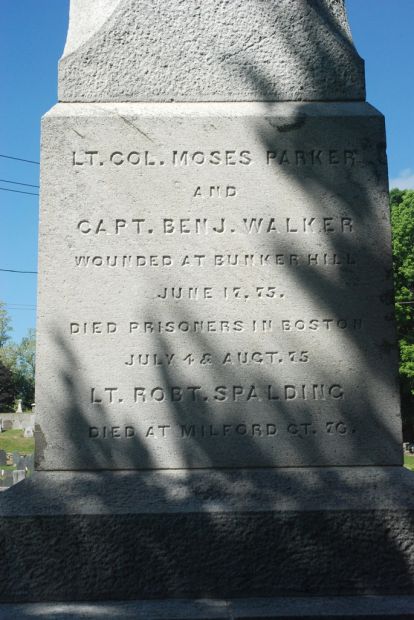 LT. COL. MOSES PARKER
AND
CAPT. BENJ. WALKER
WOUNDED AT BUNKER HILL
JUNE 17, 75.
DIED PRISONERS IN BOSTON
JULY 4 & AUGT. 75
LT. ROBT. SPALDING
DIED AT MILFORD CT. 76.